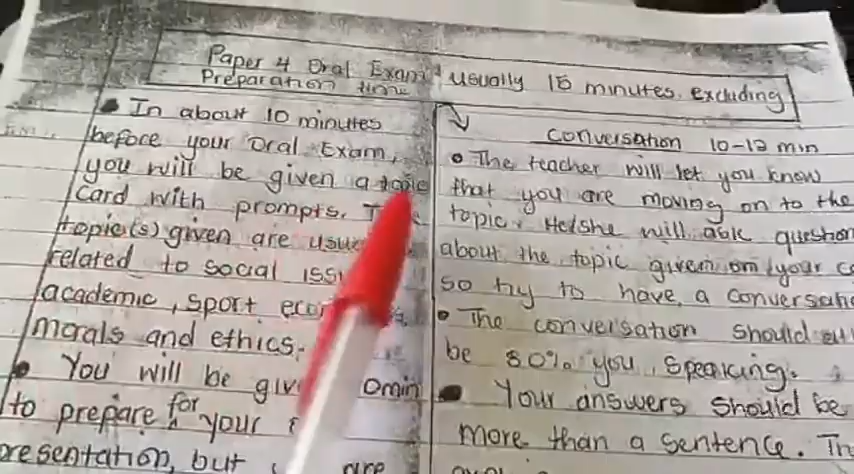 Paper 4 Oral Exam: usually 15 minutes excluding
Preparation time
In about 10 minutes
before your Oral Exam,
you will be given a topic
card with prompts.
topic(s) given are
related to social
academic, sport
morals and ethics.
You will be
to prepare for your
presentation, but are
Conversation 10-12 min
The teacher will let you know
that you are moving on to the
topic. He/she will ask question
about the topic given on your
so try to have a
The conversation should
be 80% you speaking.
Your answers should be
more than a sentence.